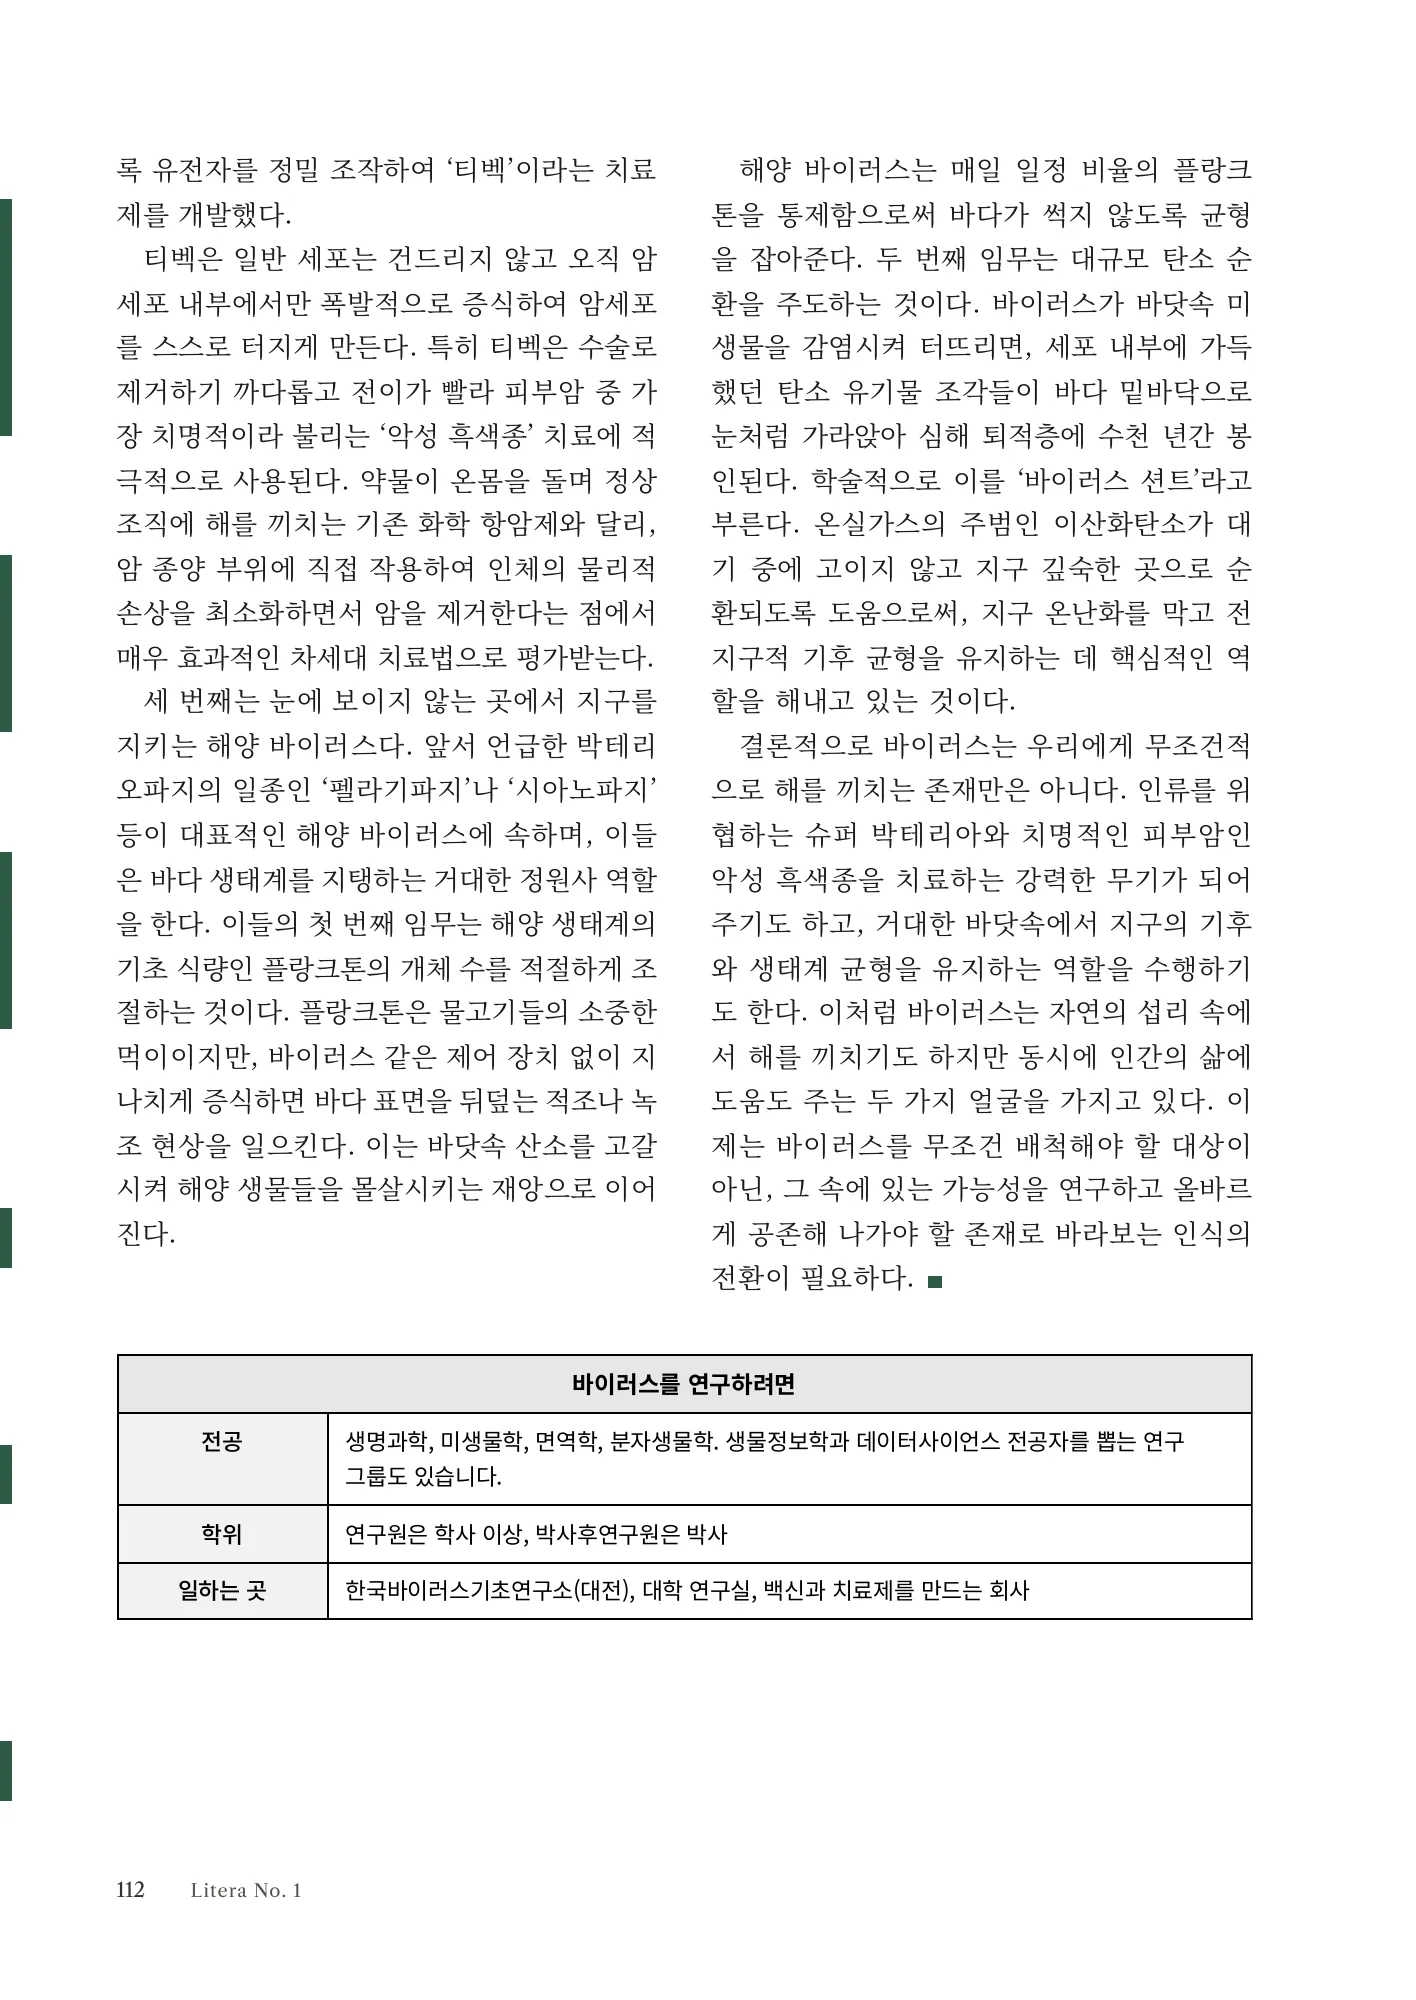 록 유전자를 정밀 조작하여 ‘티벡’이라는 치료
제를 개발했다.
티벡은 일반 세포는 건드리지 않고 오직 암
세포 내부에서만 폭발적으로 증식하여 암세포
를 스스로 터지게 만든다. 특히 티벡은 수술로
제거하기 까다롭고 전이가 빨라 피부암 중 가
장 치명적이라 불리는 ‘악성 흑색종’ 치료에 적
극적으로 사용된다. 약물이 온몸을 돌며 정상
조직에 해를 끼치는 기존 화학 항암제와 달리,
암 종양 부위에 직접 작용하여 인체의 물리적
손상을 최소화하면서 암을 제거한다는 점에서
매우 효과적인 차세대 치료법으로 평가받는다.
세 번째는 눈에 보이지 않는 곳에서 지구를
지키는 해양 바이러스다. 앞서 언급한 박테리
오파지의 일종인 ‘펠라기파지’나 ‘시아노파지’
등이 대표적인 해양 바이러스에 속하며, 이들
은 바다 생태계를 지탱하는 거대한 정원사 역할
을 한다. 이들의 첫 번째 임무는 해양 생태계의
기초 식량인 플랑크톤의 개체 수를 적절하게 조
절하는 것이다. 플랑크톤은 물고기들의 소중한
먹이이지만, 바이러스 같은 제어 장치 없이 지
나치게 증식하면 바다 표면을 뒤덮는 적조나 녹
조 현상을 일으킨다. 이는 바닷속 산소를 고갈
시켜 해양 생물들을 몰살시키는 재앙으로 이어
진다.
해양 바이러스는 매일 일정 비율의 플랑크
톤을 통제함으로써 바다가 썩지 않도록 균형
을 잡아준다. 두 번째 임무는 대규모 탄소 순
환을 주도하는 것이다. 바이러스가 바닷속 미
생물을 감염시켜 터뜨리면, 세포 내부에 가득
했던 탄소 유기물 조각들이 바다 밑바닥으로
눈처럼 가라앉아 심해 퇴적층에 수천 년간 봉
인된다. 학술적으로 이를 ‘바이러스 션트’라고
부른다. 온실가스의 주범인 이산화탄소가 대
기 중에 고이지 않고 지구 깊숙한 곳으로 순
환되도록 도움으로써, 지구 온난화를 막고 전
지구적 기후 균형을 유지하는 데 핵심적인 역
할을 해내고 있는 것이다.
결론적으로 바이러스는 우리에게 무조건적
으로 해를 끼치는 존재만은 아니다. 인류를 위
협하는 슈퍼 박테리아와 치명적인 피부암인
악성 흑색종을 치료하는 강력한 무기가 되어
주기도 하고, 거대한 바닷속에서 지구의 기후
와 생태계 균형을 유지하는 역할을 수행하기
도 한다. 이처럼 바이러스는 자연의 섭리 속에
서 해를 끼치기도 하지만 동시에 인간의 삶에
도움도 주는 두 가지 얼굴을 가지고 있다. 이
제는 바이러스를 무조건 배척해야 할 대상이
아닌, 그 속에 있는 가능성을 연구하고 올바르
게 공존해 나가야 할 존재로 바라보는 인식의
전환이 필요하다. ■
바이러스를 연구하려면
전공
생명과학, 미생물학, 면역학, 분자생물학. 생물정보학과 데이터사이언스 전공자를 뽑는 연구
그룹도 있습니다.
학위
연구원은 학사 이상, 박사후연구원은 박사
일하는 곳
한국바이러스기초연구소(대전), 대학 연구실, 백신과 치료제를 만드는 회사
112 Litera No. 1